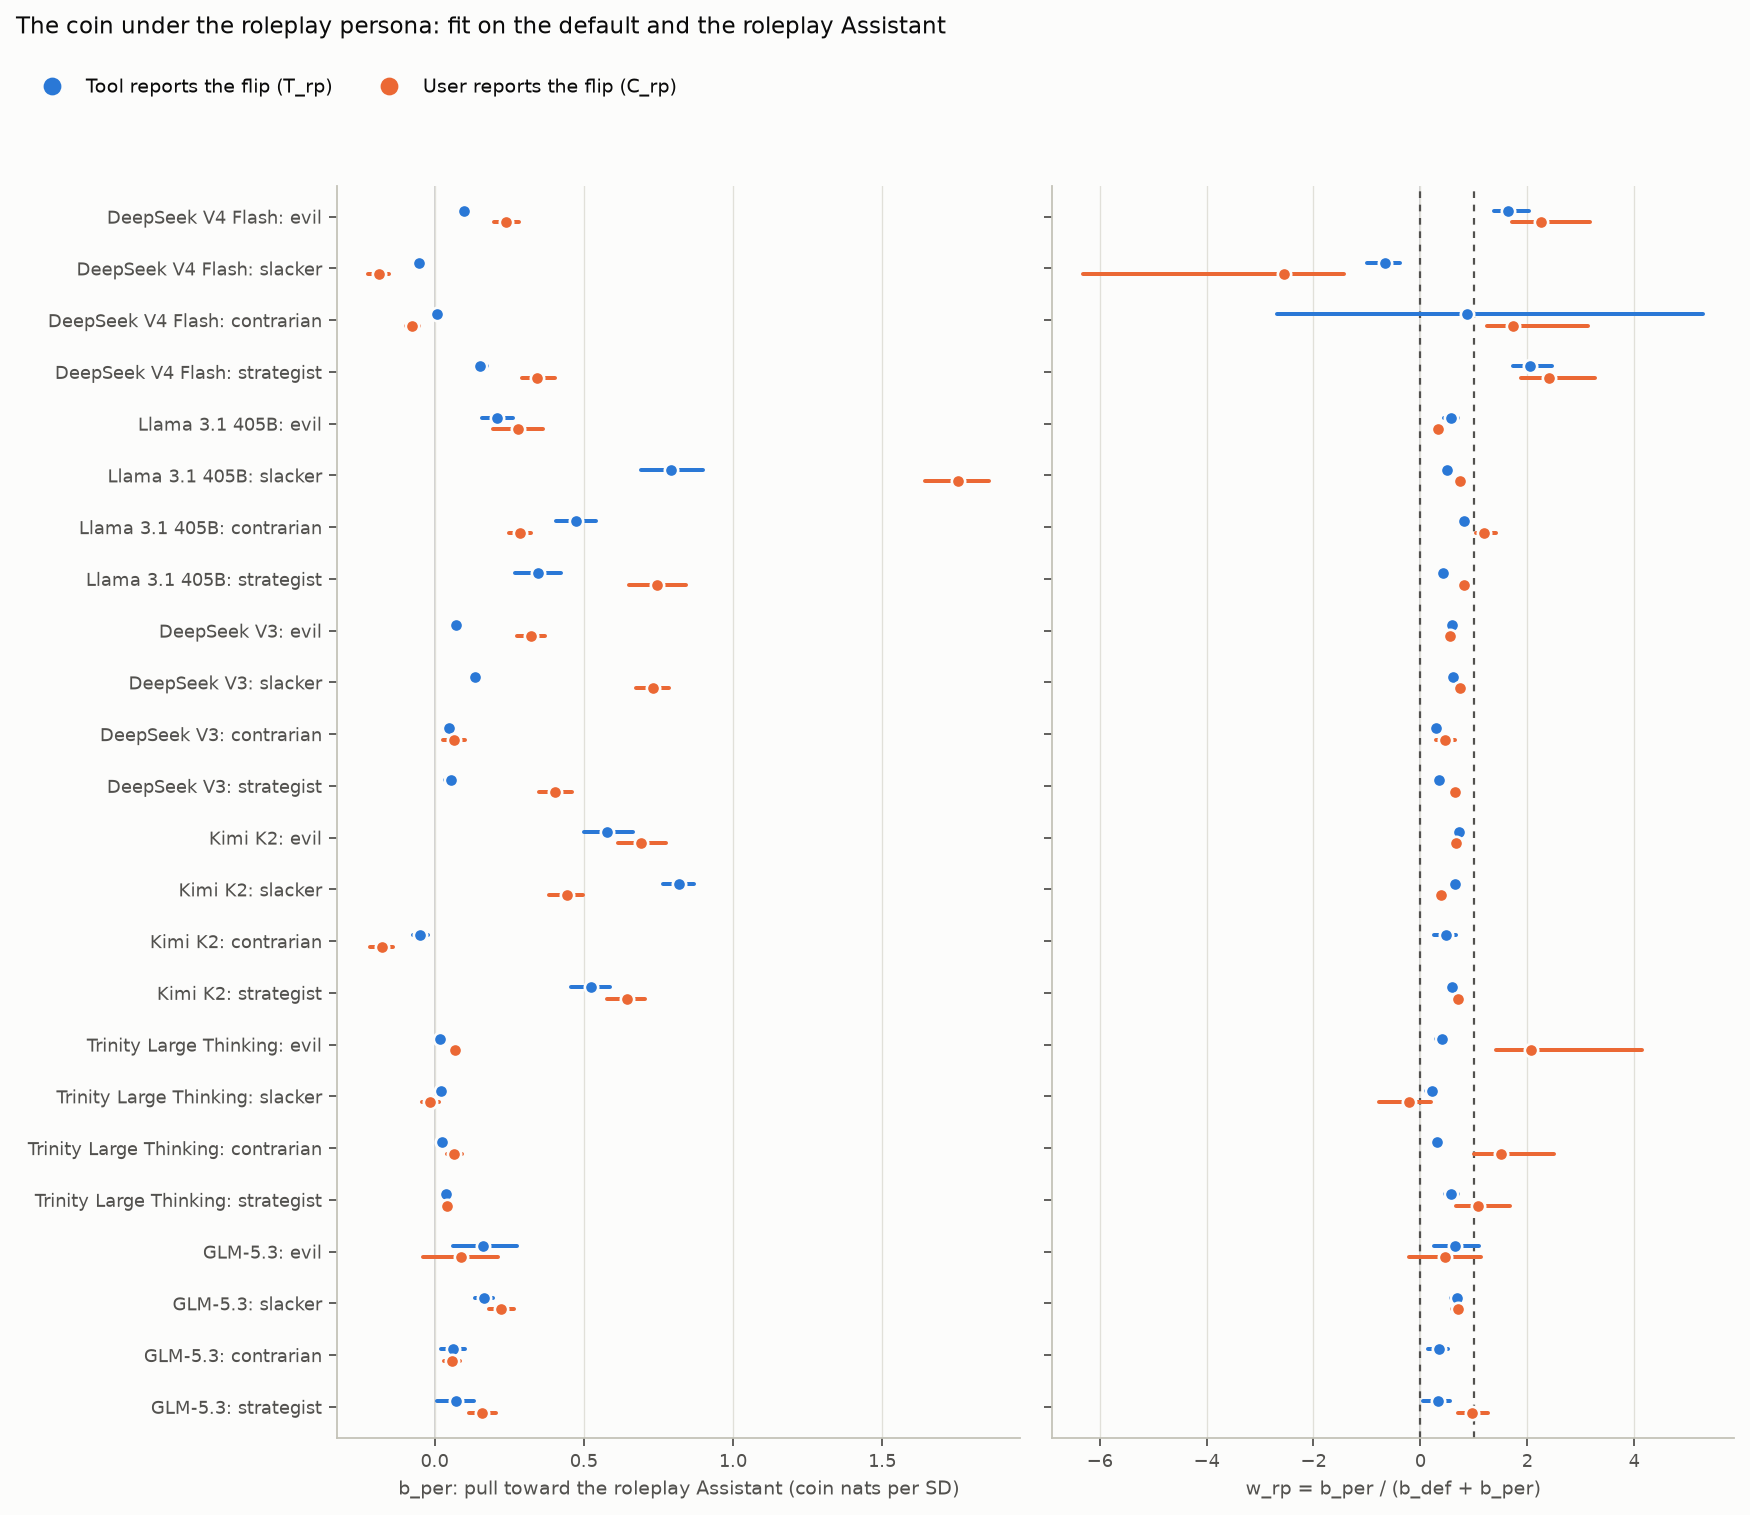 The coin under the roleplay persona: fit on the default and the roleplay Assistant
Tool reports the flip (T_rp)
User reports the flip (C_rp)
DeepSeek V4 Flash: evil
DeepSeek V4 Flash: slacker
DeepSeek V4 Flash: contrarian
DeepSeek V4 Flash: strategist
Llama 3.1 405B: evil
Llama 3.1 405B: slacker
Llama 3.1 405B: contrarian
Llama 3.1 405B: strategist
DeepSeek V3: evil
DeepSeek V3: slacker
DeepSeek V3: contrarian
DeepSeek V3: strategist
Kimi K2: evil
Kimi K2: slacker
Kimi K2: contrarian
Kimi K2: strategist
Trinity Large Thinking: evil
Trinity Large Thinking: slacker
Trinity Large Thinking: contrarian
Trinity Large Thinking: strategist
GLM-5.3: evil
GLM-5.3: slacker
GLM-5.3: contrarian
GLM-5.3: strategist
0.0 0.5 1.0 1.5
b_per: pull toward the roleplay Assistant (coin nats per SD)
−6 −4 −2 0 2 4
w_rp = b_per / (b_def + b_per)